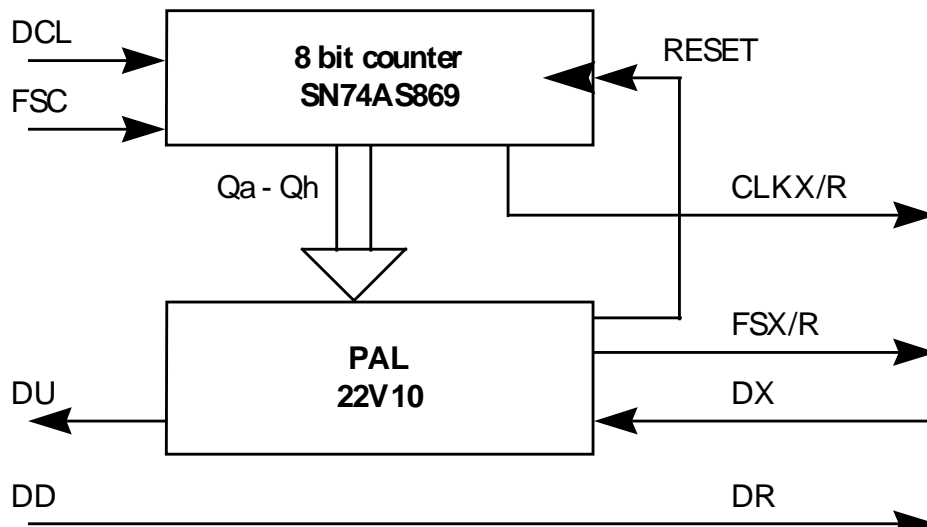 DCL
8 bit counter
SN74AS869
RESET
FSC
Qa - Qh
CLKX/R
PAL
22V10
FSX/R
DU
DX
DD
DR